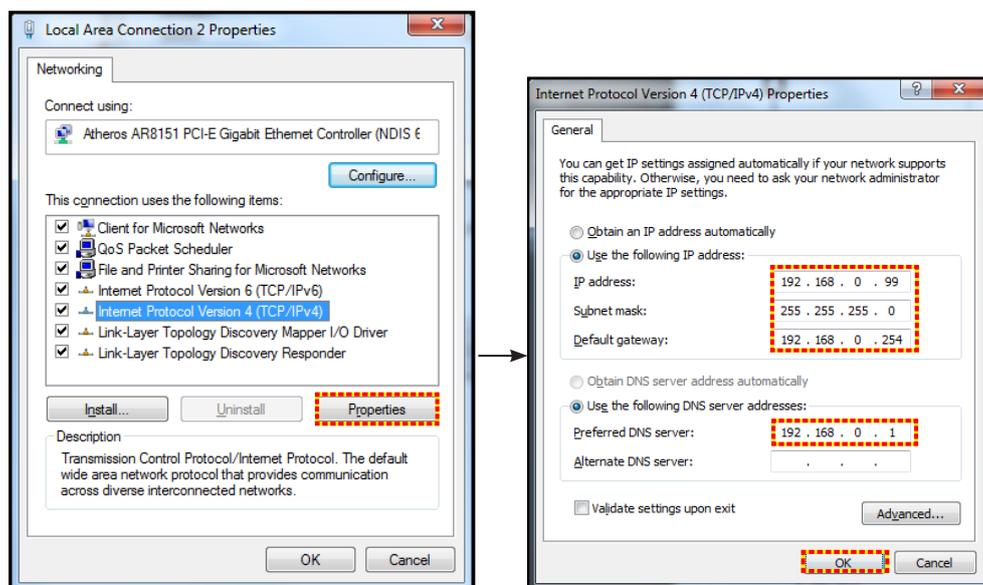 Local Area Connection 2 Properties
Networking
Connect using:
Atheros AR8151 PCI-E Gigabit Ethernet Controller (NDIS 6
Configure...
This connection uses the following items:
Client for Microsoft Networks
QoS Packet Scheduler
File and Printer Sharing for Microsoft Networks
Internet Protocol Version 6 (TCP/IPv6)
Internet Protocol Version 4 (TCP/IPv4)
Link-Layer Topology Discovery Mapper I/O Driver
Link-Layer Topology Discovery Responder
Install...
Uninstall
Properties
Description
Transmission Control Protocol/Internet Protocol. The default
wide area network protocol that provides communication
across diverse interconnected networks.
OK
Cancel
Internet Protocol Version 4 (TCP/IPv4) Properties
General
You can get IP settings assigned automatically if your network supports
this capability. Otherwise, you need to ask your network administrator
for the appropriate IP settings.
Obtain an IP address automatically
Use the following IP address:
IP address: 192 . 168 . 0 . 99
Subnet mask: 255 . 255 . 255 . 0
Default gateway: 192 . 168 . 0 . 254
Obtain DNS server address automatically
Use the following DNS server addresses:
Preferred DNS server: 192 . 168 . 0 . 1
Alternate DNS server: . . .
Validate settings upon exit
Advanced...
OK
Cancel